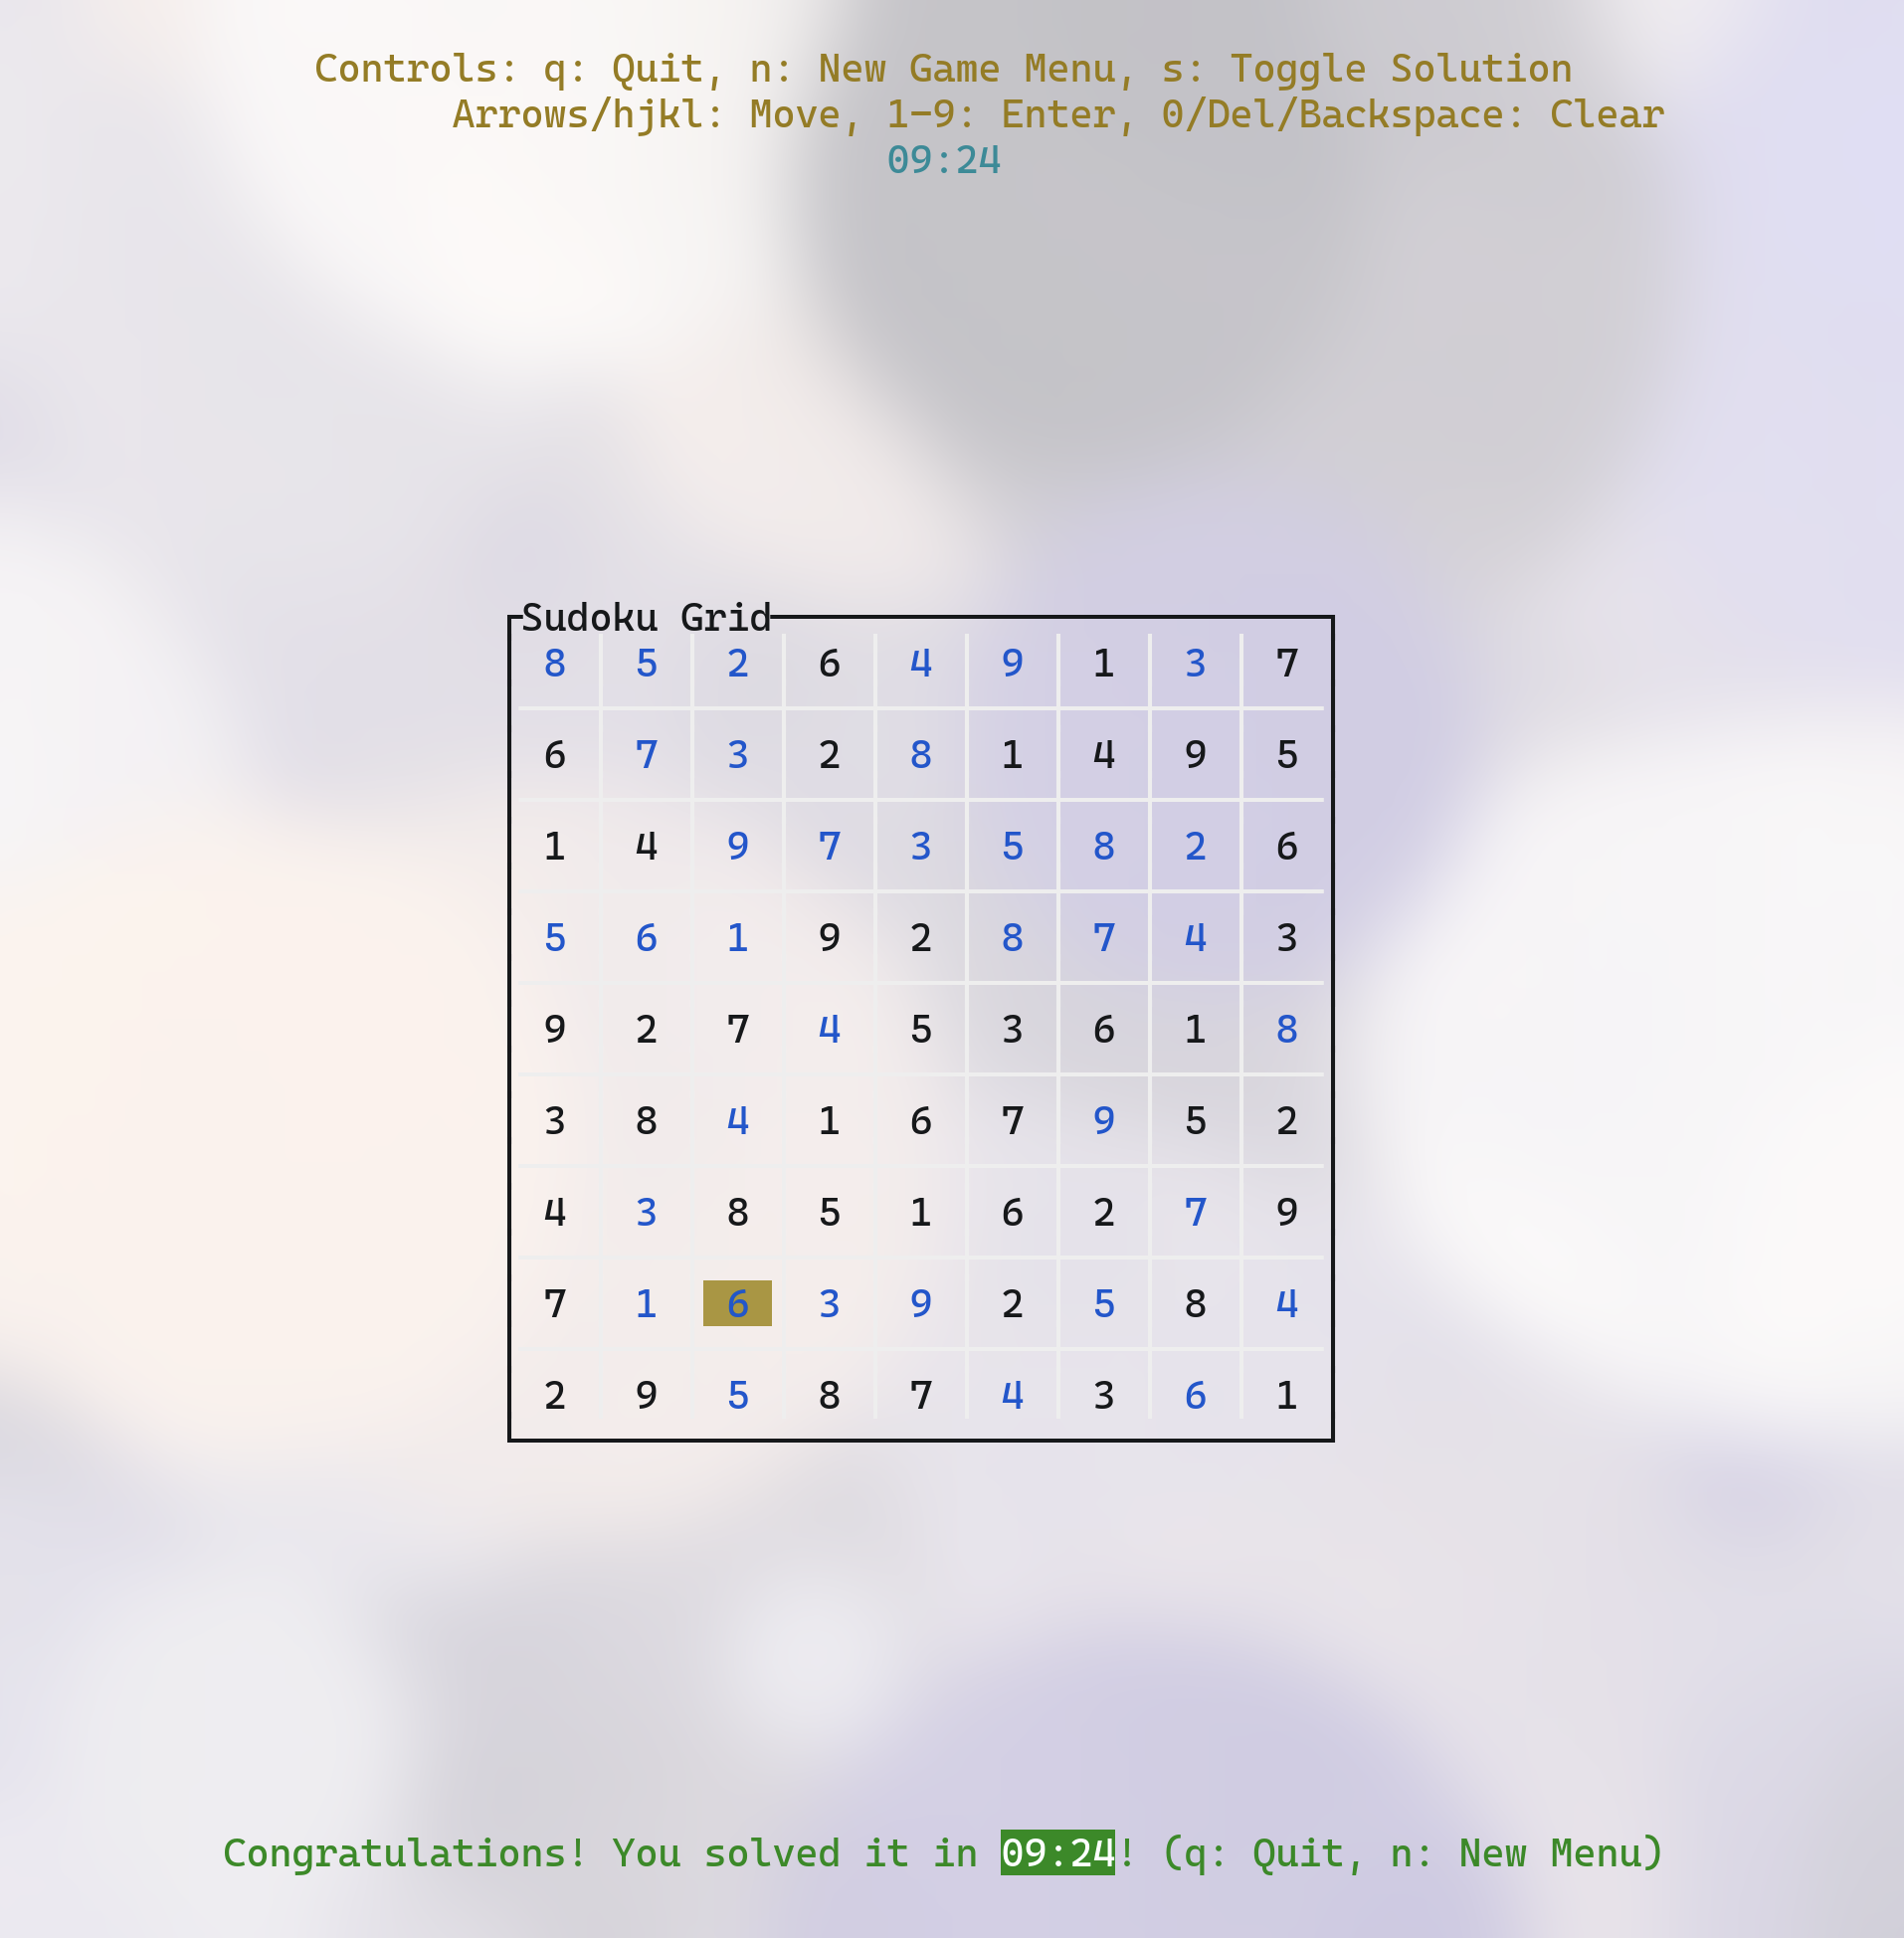 Controls: q: Quit, n: New Game Menu, s: Toggle Solution
Arrows/hjkl: Move, 1-9: Enter, 0/Del/Backspace: Clear
09:24
Sudoku Grid
8 5 2 6 4 9 1 3 7
6 7 3 2 8 1 4 9 5
1 4 9 7 3 5 8 2 6
5 6 1 9 2 8 7 4 3
9 2 7 4 5 3 6 1 8
3 8 4 1 6 7 9 5 2
4 3 8 5 1 6 2 7 9
7 1 6 3 9 2 5 8 4
2 9 5 8 7 4 3 6 1
Congratulations! You solved it in 09:24! (q: Quit, n: New Menu)